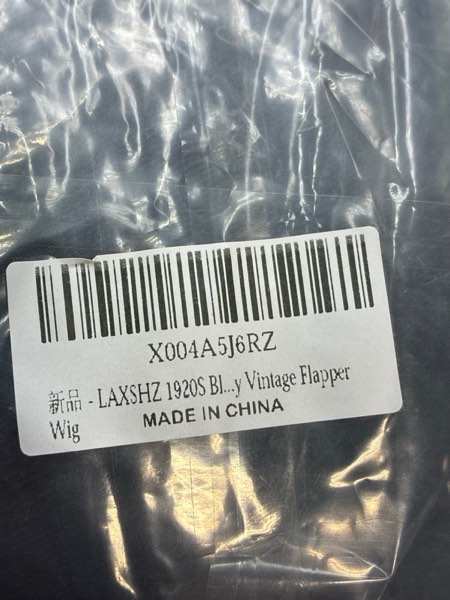 X004A5J6RZ
新品 - LAXSHZ 1920S Bl...y Vintage Flapper
Wig
MADE IN CHINA